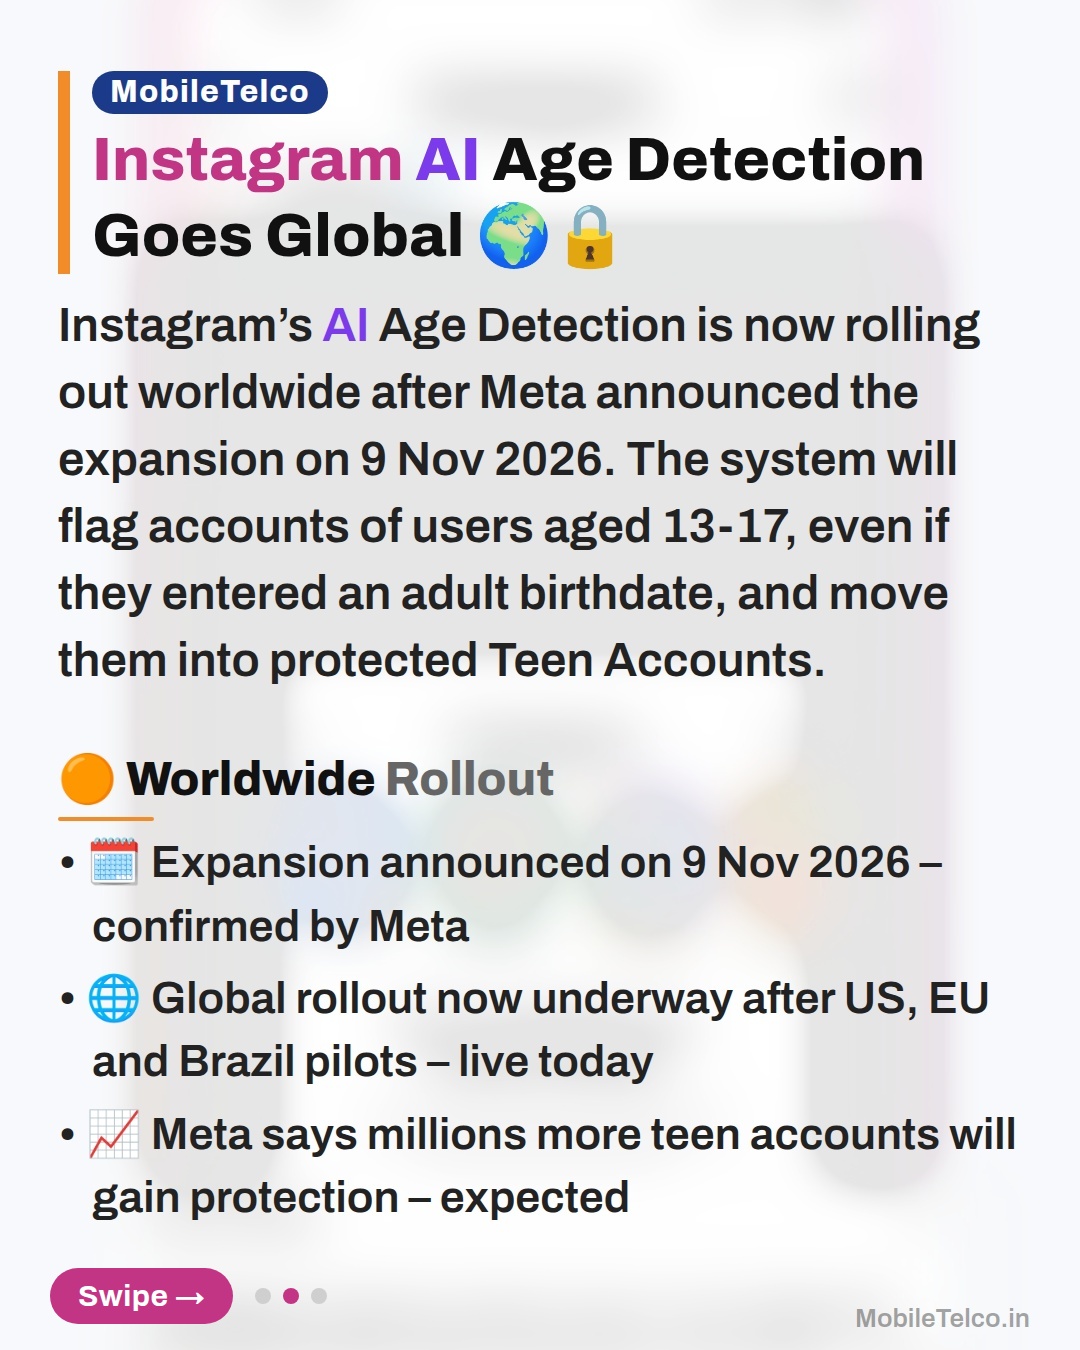 MobileTelco
Instagram AI Age Detection
Goes Global 🌍🔒
Instagram’s AI Age Detection is now rolling
out worldwide after Meta announced the
expansion on 9 Nov 2026. The system will
flag accounts of users aged 13-17, even if
they entered an adult birthdate, and move
them into protected Teen Accounts.
🟠 Worldwide Rollout
• 🗓️ Expansion announced on 9 Nov 2026 –
confirmed by Meta
• 🌐 Global rollout now underway after US, EU
and Brazil pilots – live today
• 📈 Meta says millions more teen accounts will
gain protection – expected
Swipe →
MobileTelco.in